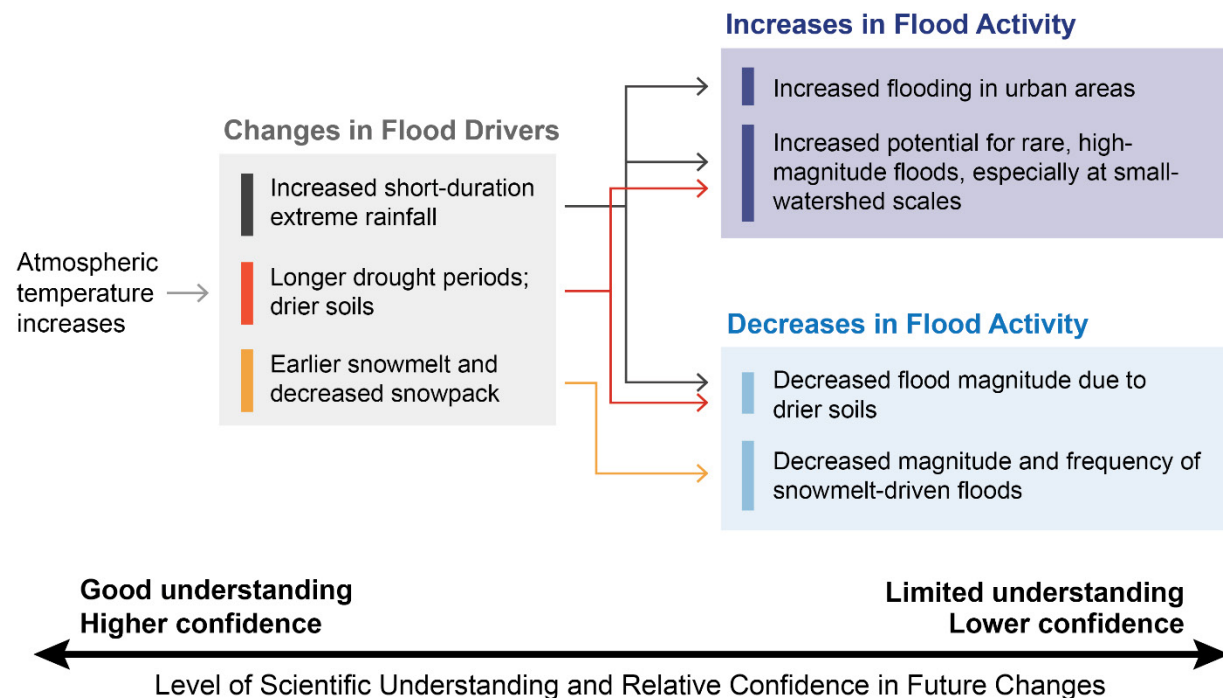 Atmospheric
temperature
increases
Changes in Flood Drivers
Increased short-duration
extreme rainfall
Longer drought periods;
drier soils
Earlier snowmelt and
decreased snowpack
Increases in Flood Activity
Increased flooding in urban areas
Increased potential for rare, high-
magnitude floods, especially at small-
watershed scales
Decreases in Flood Activity
Decreased flood magnitude due to
drier soils
Decreased magnitude and frequency of
snowmelt-driven floods
Good understanding
Higher confidence
Limited understanding
Lower confidence
Level of Scientific Understanding and Relative Confidence in Future Changes